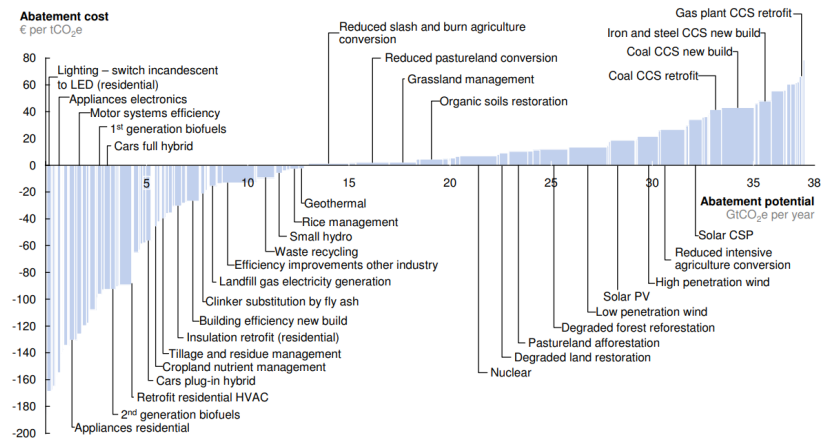 Abatement cost
€ per tCO₂e
Gas plant CCS retrofit
Reduced slash and burn agriculture
conversion
Iron and steel CCS new build
Coal CCS new build
Reduced pastureland conversion
Lighting – switch incandescent
to LED (residential)
Grassland management
Coal CCS retrofit
Appliances electronics
Organic soils restoration
Motor systems efficiency
1st generation biofuels
Cars full hybrid
80
60
40
20
0
-20
-40
-60
-80
-100
-120
-140
-160
-180
-200
5
10
15
20
25
30
35
38
Abatement potential
GtCO₂e per year
Geothermal
Rice management
Small hydro
Waste recycling
Efficiency improvements other industry
Landfill gas electricity generation
Clinker substitution by fly ash
Building efficiency new build
Insulation retrofit (residential)
Tillage and residue management
Cropland nutrient management
Cars plug-in hybrid
Retrofit residential HVAC
2nd generation biofuels
Appliances residential
Solar CSP
Reduced intensive
agriculture conversion
High penetration wind
Solar PV
Low penetration wind
Degraded forest reforestation
Pastureland afforestation
Degraded land restoration
Nuclear